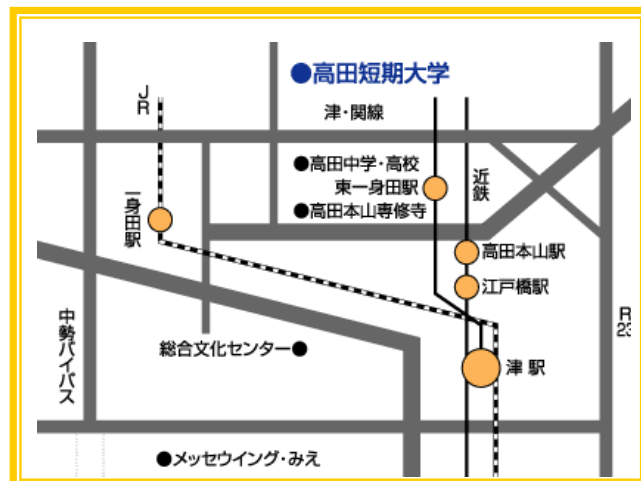 ●高田短期大学
JR
津・関線
●高田中学・高校
東一身田駅
●高田本山専修寺
近鉄
一身田駅
高田本山駅
江戸橋駅
R23
中勢バイパス
総合文化センター●
津 駅
●メッセウイング・みえ